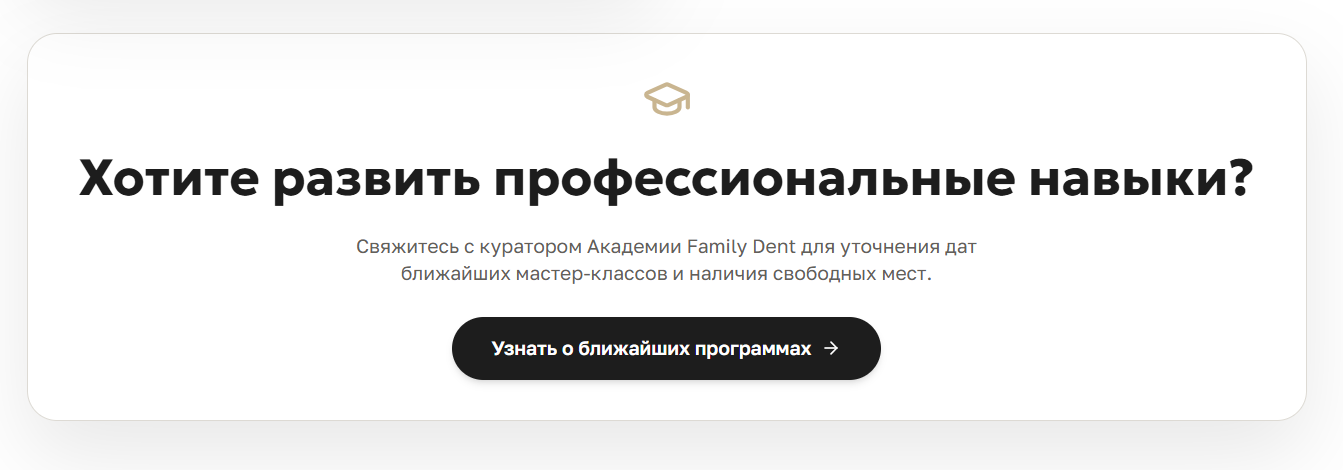 Хотите развить профессиональные навыки?
Свяжитесь с куратором Академии Family Dent для уточнения дат
ближайших мастер-классов и наличия свободных мест.
Узнать о ближайших программах →